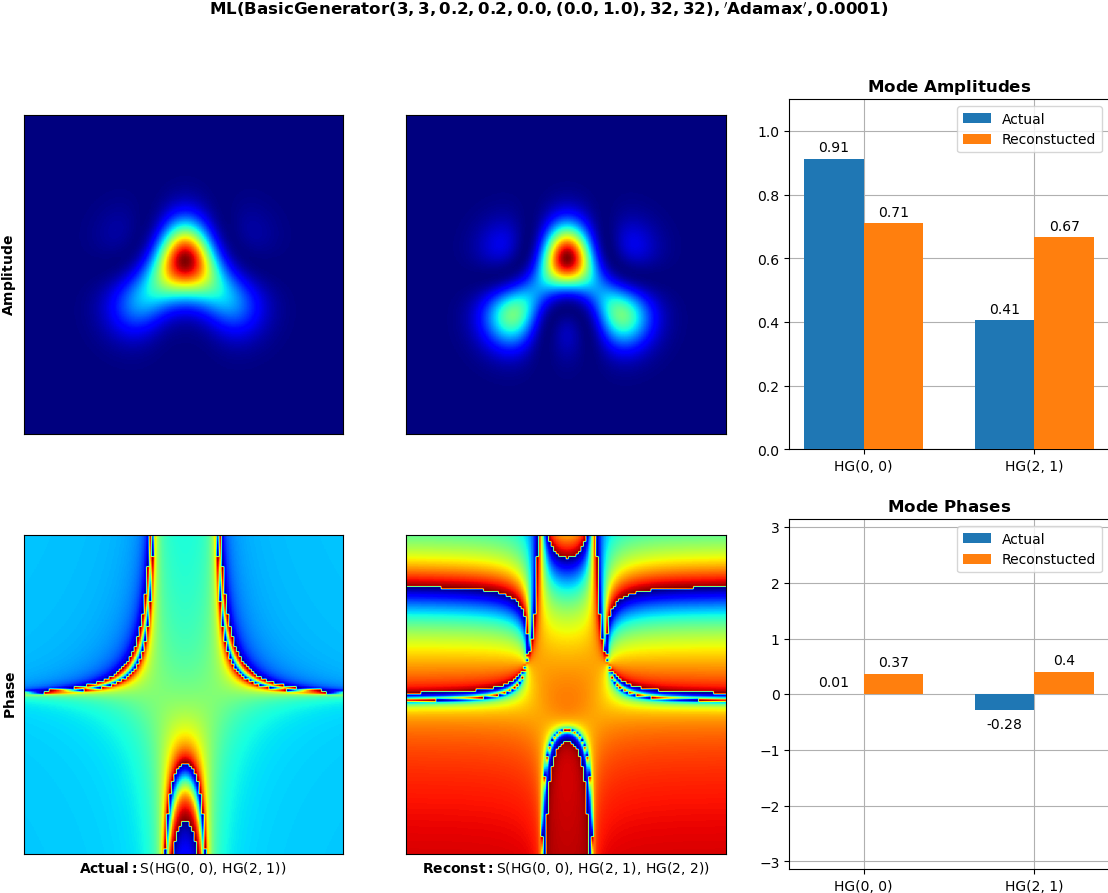 ML(BasicGenerator(3, 3, 0.2, 0.2, 0.0, (0.0, 1.0), 32, 32), 'Adamax', 0.0001)
Amplitude
Mode Amplitudes
Actual
Reconstucted
1.0
0.8
0.6
0.4
0.2
0.0
0.91
0.71
0.41
0.67
HG(0, 0)
HG(2, 1)
Phase
Actual: S(HG(0, 0), HG(2, 1))
Reconst: S(HG(0, 0), HG(2, 1), HG(2, 2))
Mode Phases
Actual
Reconstucted
3
2
1
0
−1
−2
−3
0.01
0.37
-0.28
0.4
HG(0, 0)
HG(2, 1)